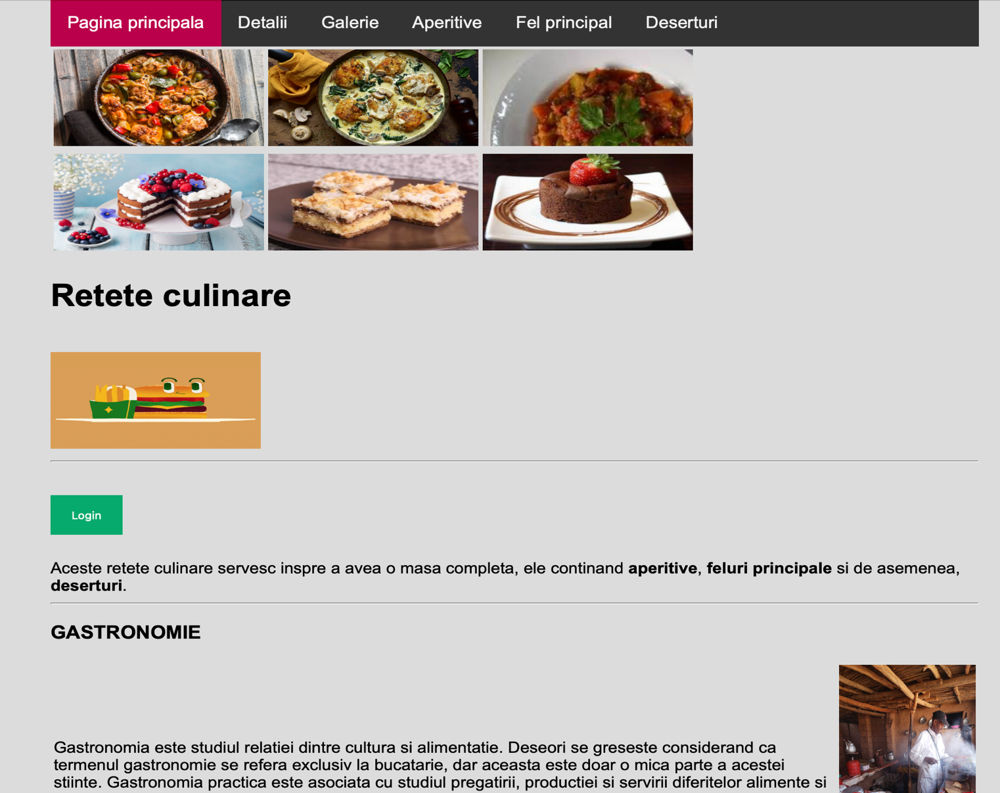 Pagina principala Detalii Galerie Aperitive Fel principal Deserturi
Retete culinare
Login
Aceste retete culinare servesc inspre a avea o masa completa, ele continand aperitive, feluri principale si de asemenea,
deserturi.
GASTRONOMIE
Gastronomia este studiul relatiei dintre cultura si alimentatie. Deseori se greseste considerand ca
termenul gastronomie se refera exclusiv la bucatarie, dar aceasta este doar o mica parte a acestei
stiinte. Gastronomia practica este asociata cu studiul pregatirii, productiei si servirii diferitelor alimente si